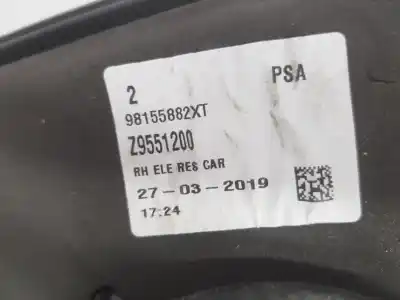 2 PSA
98155882XT
Z9551200
RH ELE RES CAR
27-03-2019
17:24